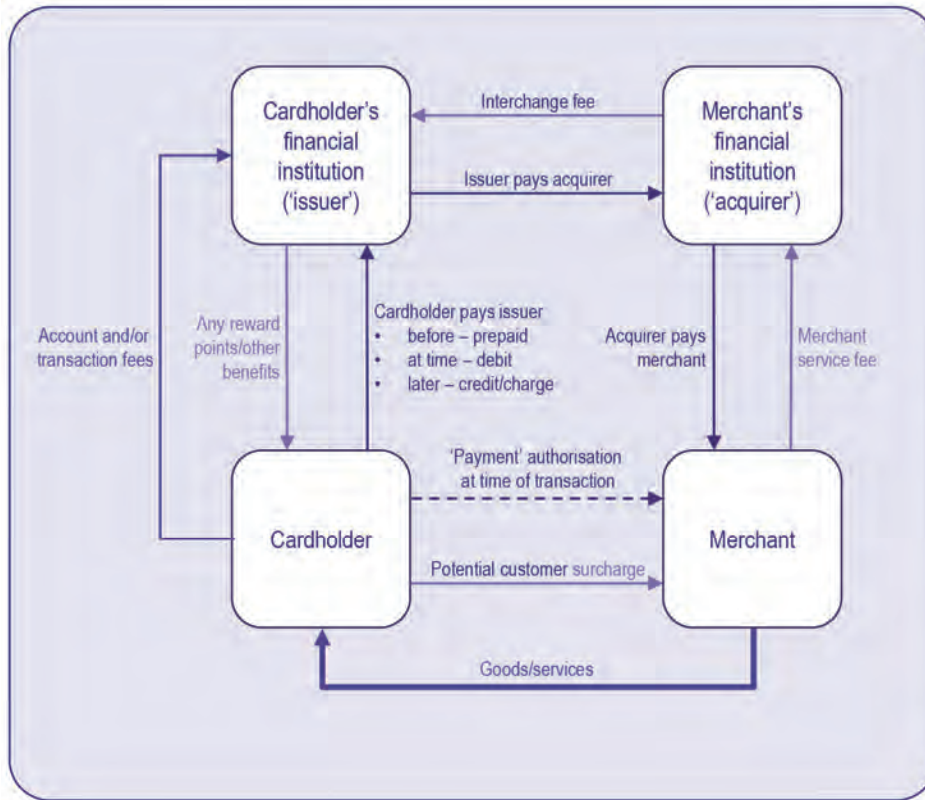 Cardholder's
financial
institution
('issuer')
Interchange fee
Issuer pays acquirer
Merchant's
financial
institution
('acquirer')
Account and/or
transaction fees
Any reward
points/other
benefits
Cardholder pays issuer
• before – prepaid
• at time – debit
• later – credit/charge
Acquirer pays
merchant
Merchant
service fee
Cardholder
'Payment' authorisation
at time of transaction
Potential customer surcharge
Merchant
Goods/services